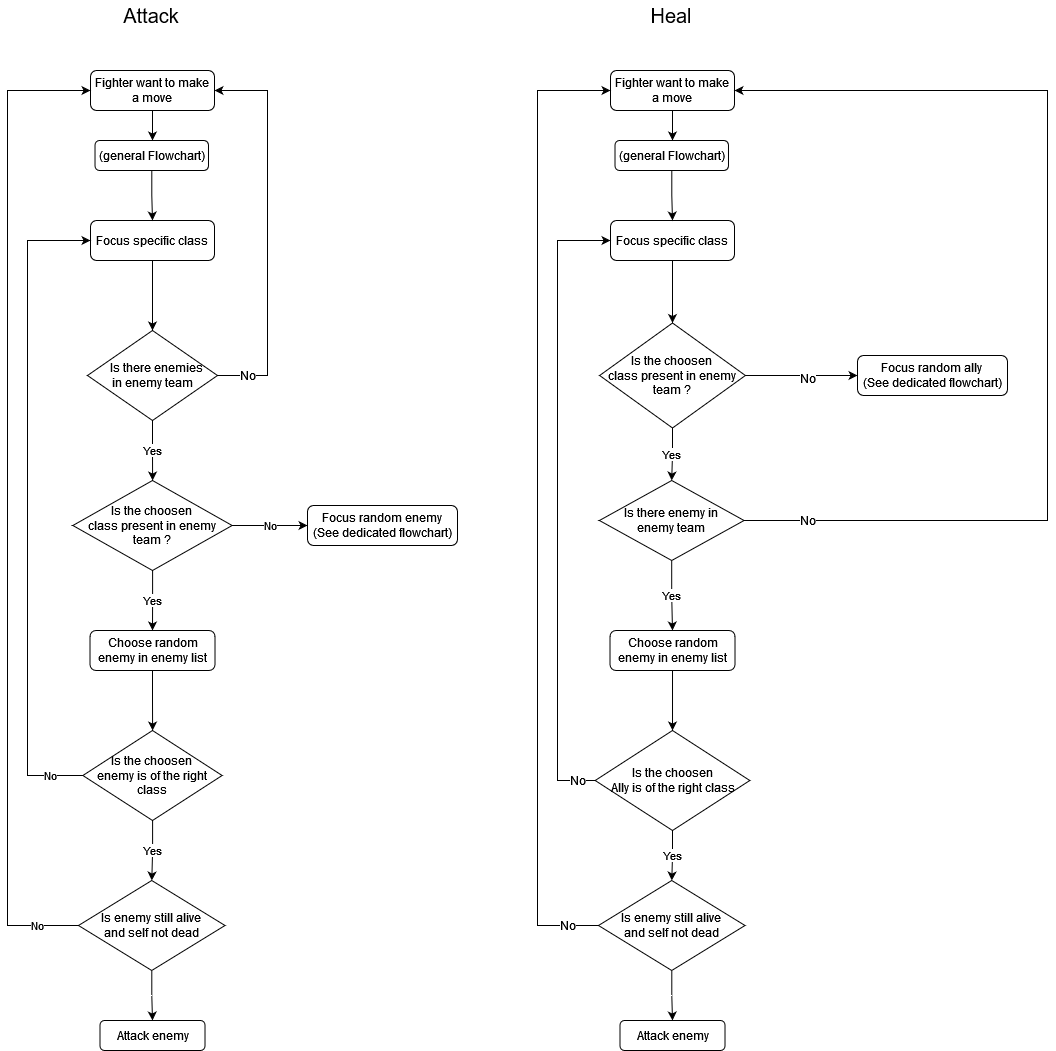 Attack
Fighter want to make
a move
(general Flowchart)
Focus specific class
Is there enemies
in enemy team
No
Yes
Is the choosen
class present in enemy
team ?
No
Focus random enemy
(See dedicated flowchart)
Yes
Choose random
enemy in enemy list
Is the choosen
enemy is of the right
class
No
Yes
Is enemy still alive
and self not dead
No
Attack enemy
Heal
Fighter want to make
a move
(general Flowchart)
Focus specific class
Is the choosen
class present in enemy
team ?
No
Focus random ally
(See dedicated flowchart)
Yes
Is there enemy in
enemy team
No
Yes
Choose random
enemy in enemy list
Is the choosen
Ally is of the right class
No
Yes
Is enemy still alive
and self not dead
No
Attack enemy